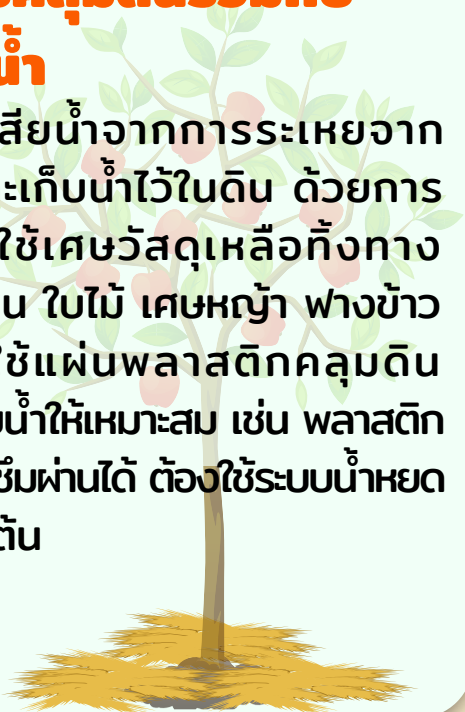 น้ำ
สียน้ำจากการระเหยจาก
ะเก็บน้ำไว้ในดิน ด้วยการ
ใช้เศษวัสดุเหลือทิ้งทาง
น ใบไม้ เศษหญ้า ฟางข้าว
ใช้แผ่นพลาสติกคลุมดิน
น้ำให้เหมาะสม เช่น พลาสติก
ซึมผ่านได้ ต้องใช้ระบบน้ำหยด
ต้น